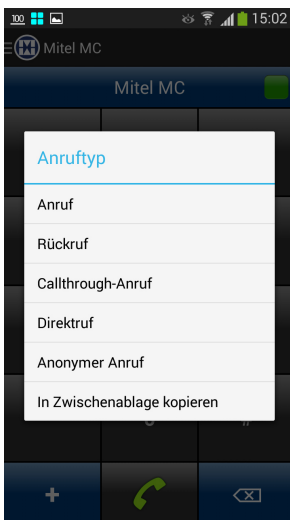 100 15:02
Mitel MC
Mitel MC
Anruftyp
Anruf
Rückruf
Callthrough-Anruf
Direktruf
Anonymer Anruf
In Zwischenablage kopieren
+